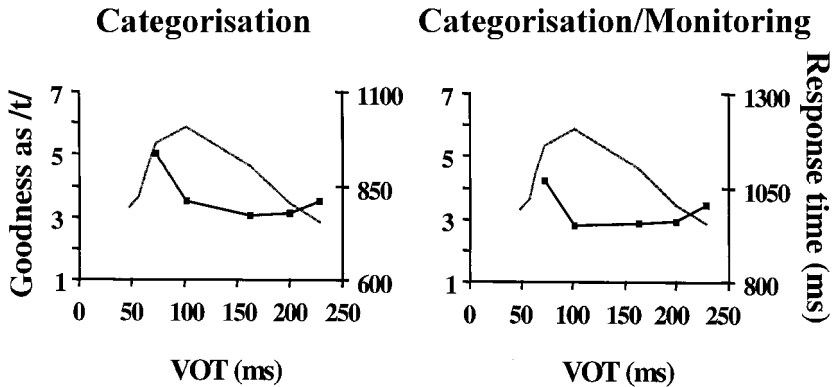 Categorisation
Categorisation/Monitoring
Goodness as /t/
7
5
3
1
1100
850
600
0 50 100 150 200 250
VOT (ms)
7
5
3
1
1300
1050
800
0 50 100 150 200 250
VOT (ms)
Response time (ms)